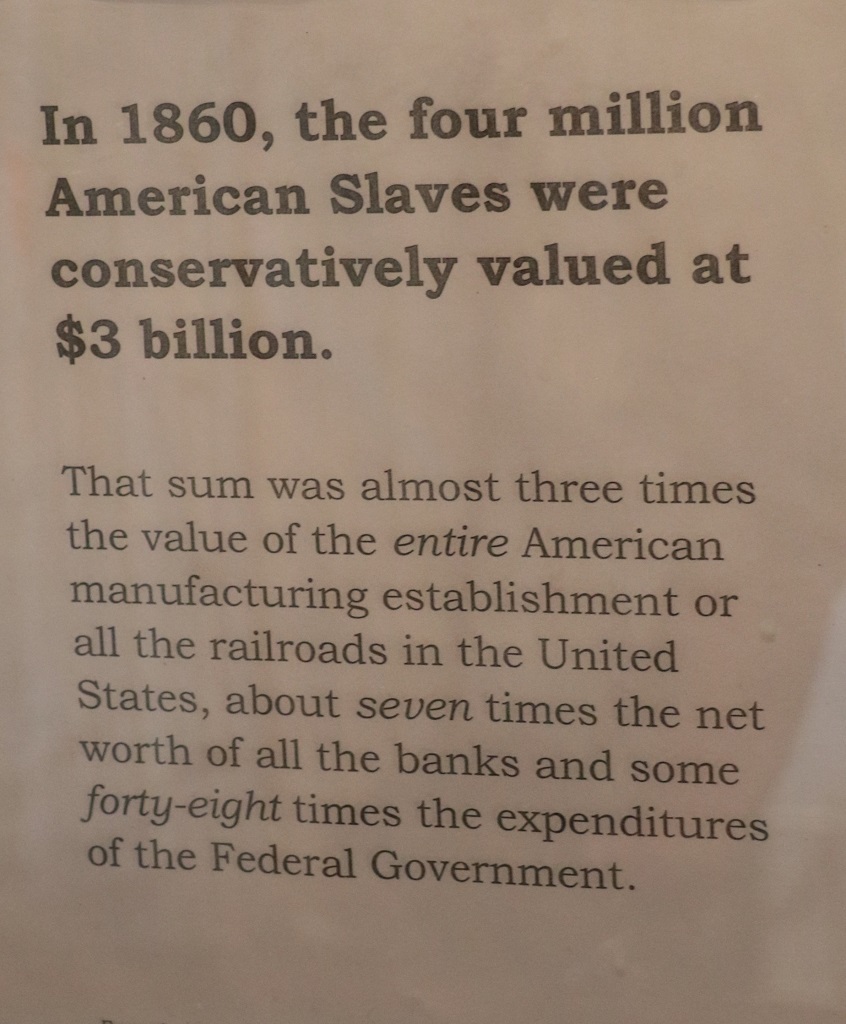 In 1860, the four million
American Slaves were
conservatively valued at
$3 billion.
That sum was almost three times
the value of the entire American
manufacturing establishment or
all the railroads in the United
States, about seven times the net
worth of all the banks and some
forty-eight times the expenditures
of the Federal Government.